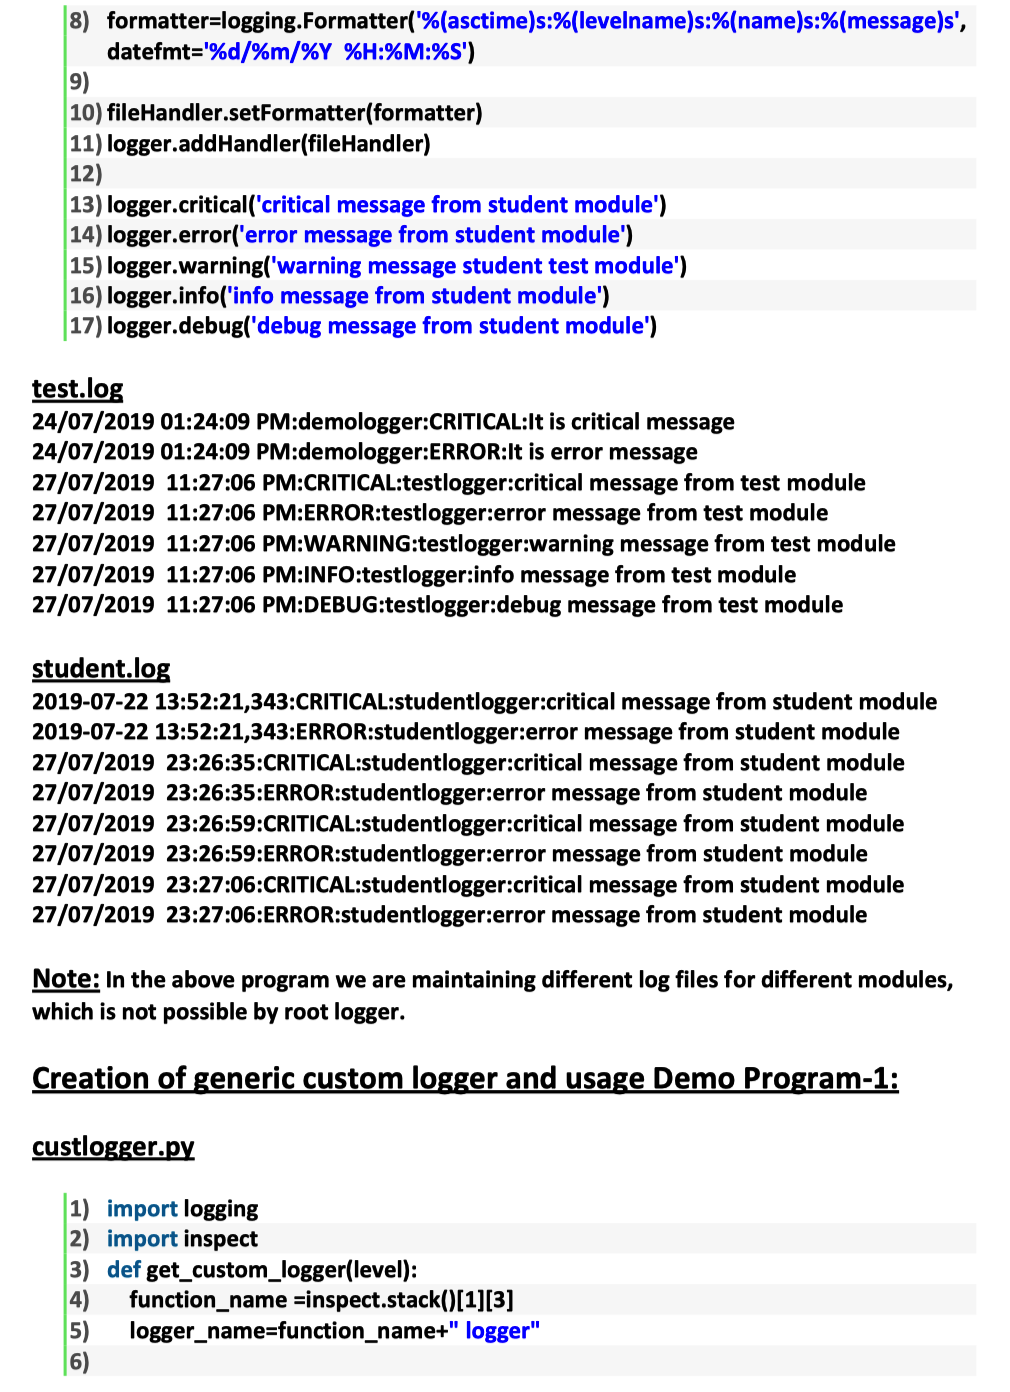 8) formatter=logging.Formatter('%(asctime)s:%(levelname)s:%(name)s:%(message)s',
datefmt='%d/%m/%Y %H:%M:%S')
9)
10) fileHandler.setFormatter(formatter)
11) logger.addHandler(fileHandler)
12)
13) logger.critical('critical message from student module')
14) logger.error('error message from student module')
15) logger.warning('warning message student test module')
16) logger.info('info message from student module')
17) logger.debug('debug message from student module')
test.log
24/07/2019 01:24:09 PM:demologger:CRITICAL:It is critical message
24/07/2019 01:24:09 PM:demologger:ERROR:It is error message
27/07/2019 11:27:06 PM:CRITICAL:testlogger:critical message from test module
27/07/2019 11:27:06 PM:ERROR:testlogger:error message from test module
27/07/2019 11:27:06 PM:WARNING:testlogger:warning message from test module
27/07/2019 11:27:06 PM:INFO:testlogger:info message from test module
27/07/2019 11:27:06 PM:DEBUG:testlogger:debug message from test module
student.log
2019-07-22 13:52:21,343:CRITICAL:studentlogger:critical message from student module
2019-07-22 13:52:21,343:ERROR:studentlogger:error message from student module
27/07/2019 23:26:35:CRITICAL:studentlogger:critical message from student module
27/07/2019 23:26:35:ERROR:studentlogger:error message from student module
27/07/2019 23:26:59:CRITICAL:studentlogger:critical message from student module
27/07/2019 23:26:59:ERROR:studentlogger:error message from student module
27/07/2019 23:27:06:CRITICAL:studentlogger:critical message from student module
27/07/2019 23:27:06:ERROR:studentlogger:error message from student module
Note: In the above program we are maintaining different log files for different modules,
which is not possible by root logger.
Creation of generic custom logger and usage Demo Program-1:
custlogger.py
1) import logging
2) import inspect
3) def get_custom_logger(level):
4) function_name =inspect.stack()[1][3]
5) logger_name=function_name+" logger"
6)